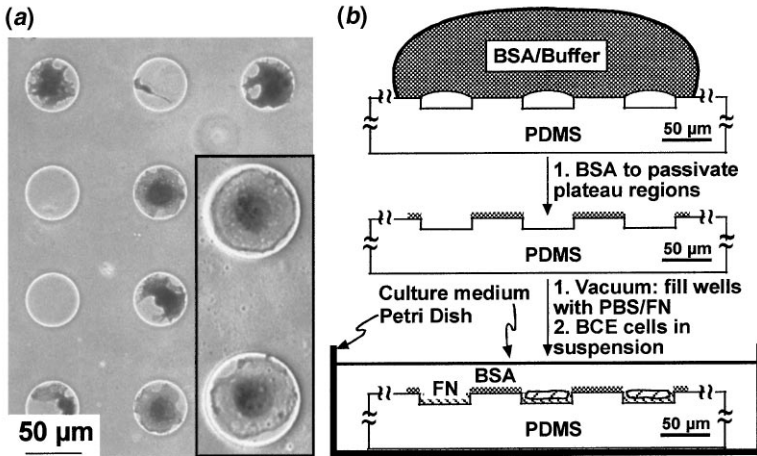 (a)
50 µm
(b)
BSA/Buffer
PDMS
50 µm
1. BSA to passivate
plateau regions
PDMS
50 µm
Culture medium
Petri Dish
1. Vacuum: fill wells
with PBS/FN
2. BCE cells in
suspension
FN
BSA
PDMS
50 µm